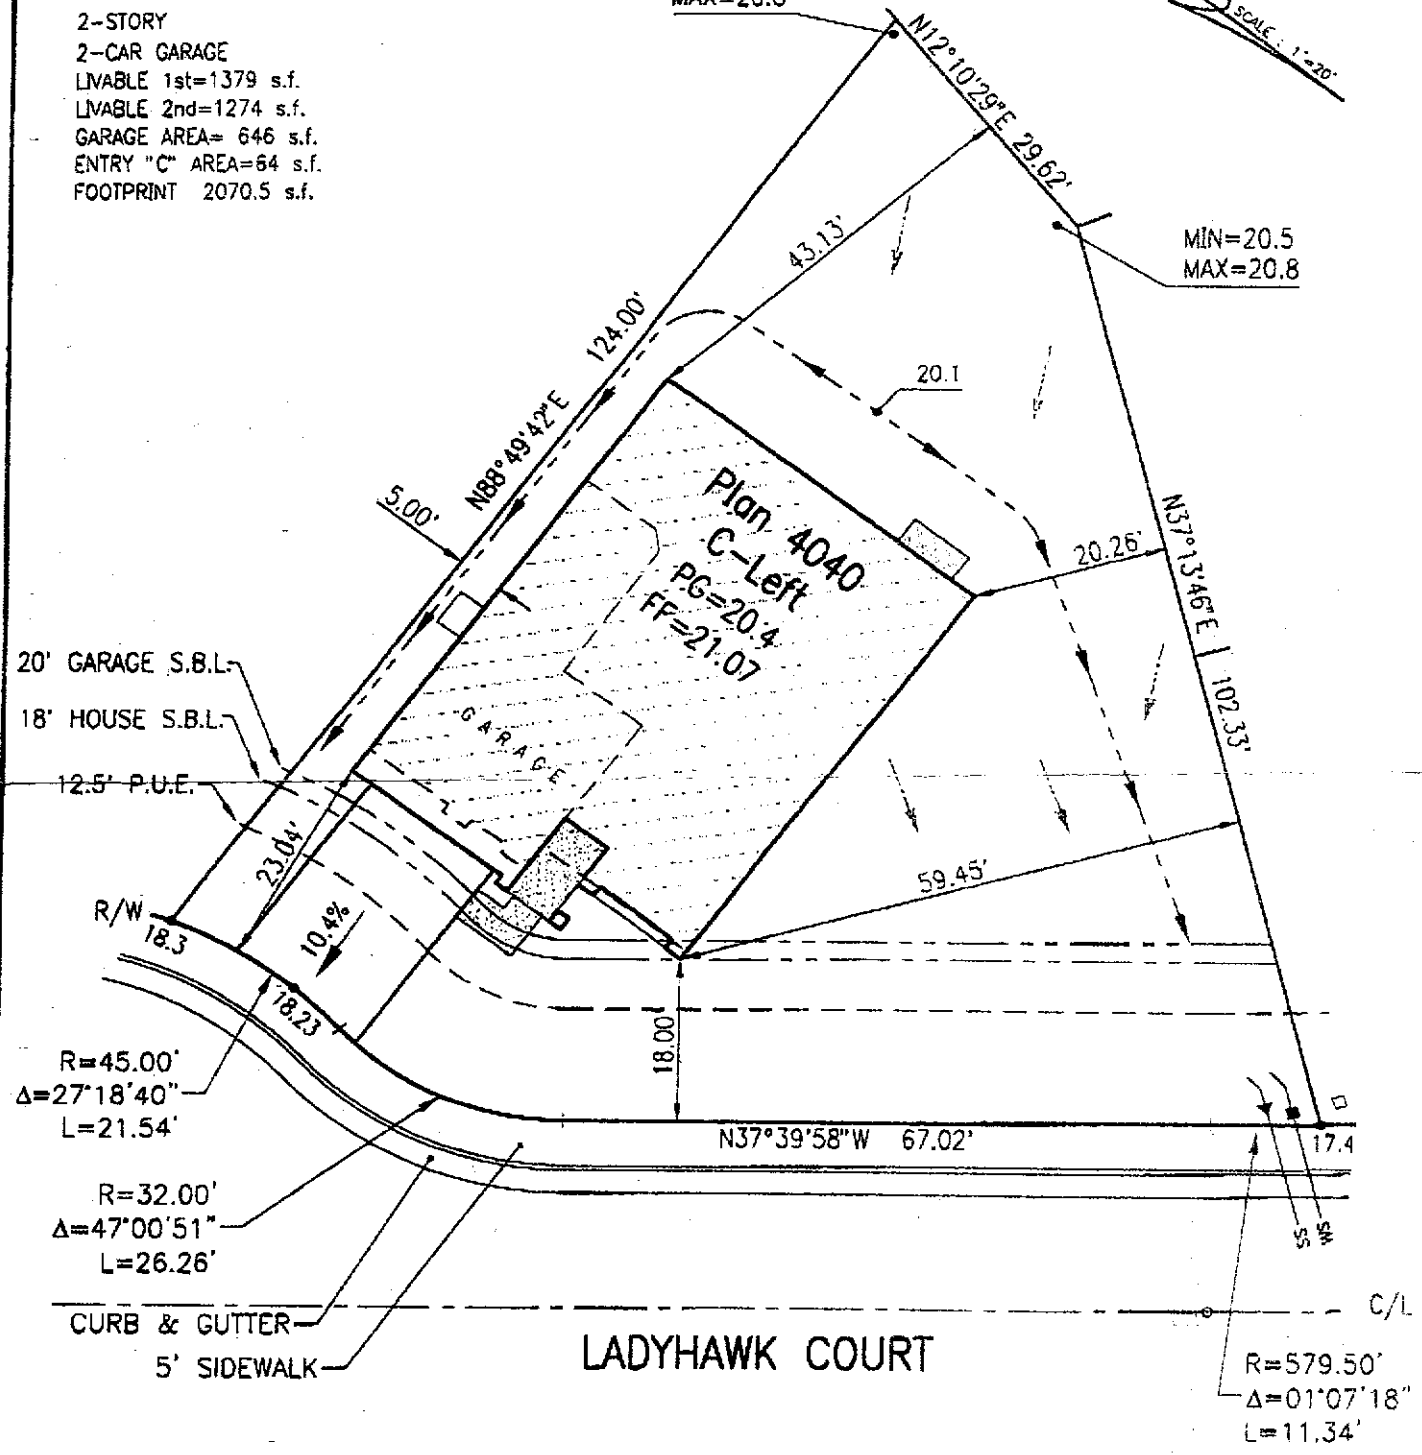 2-STORY
2-CAR GARAGE
LIVABLE 1st=1379 s.f.
LIVABLE 2nd=1274 s.f.
GARAGE AREA= 646 s.f.
ENTRY "C" AREA=64 s.f.
FOOTPRINT 2070.5 s.f.
SCALE : 1"=20'
N12°10'29"E 29.62'
MIN=20.5
MAX=20.8
43.13'
124.00'
N88°49'42"E
20.1
5.00'
Plan 4040
C-Left
PG=20.4
FF=21.07
20.26'
N37°13'46"E
102.33'
20' GARAGE S.B.L.
18' HOUSE S.B.L.
12.5' P.U.E.
GARAGE
23.04'
59.45'
R/W
18.3
10.4%
18.23
18.00'
R=45.00'
Δ=27°18'40"
L=21.54'
N37°39'58"W 67.02'
17.4
R=32.00'
Δ=47°00'51"
L=26.26'
SS
C/L
CURB & GUTTER
5' SIDEWALK
LADYHAWK COURT
R=579.50'
Δ=01°07'18"
L=11.34'